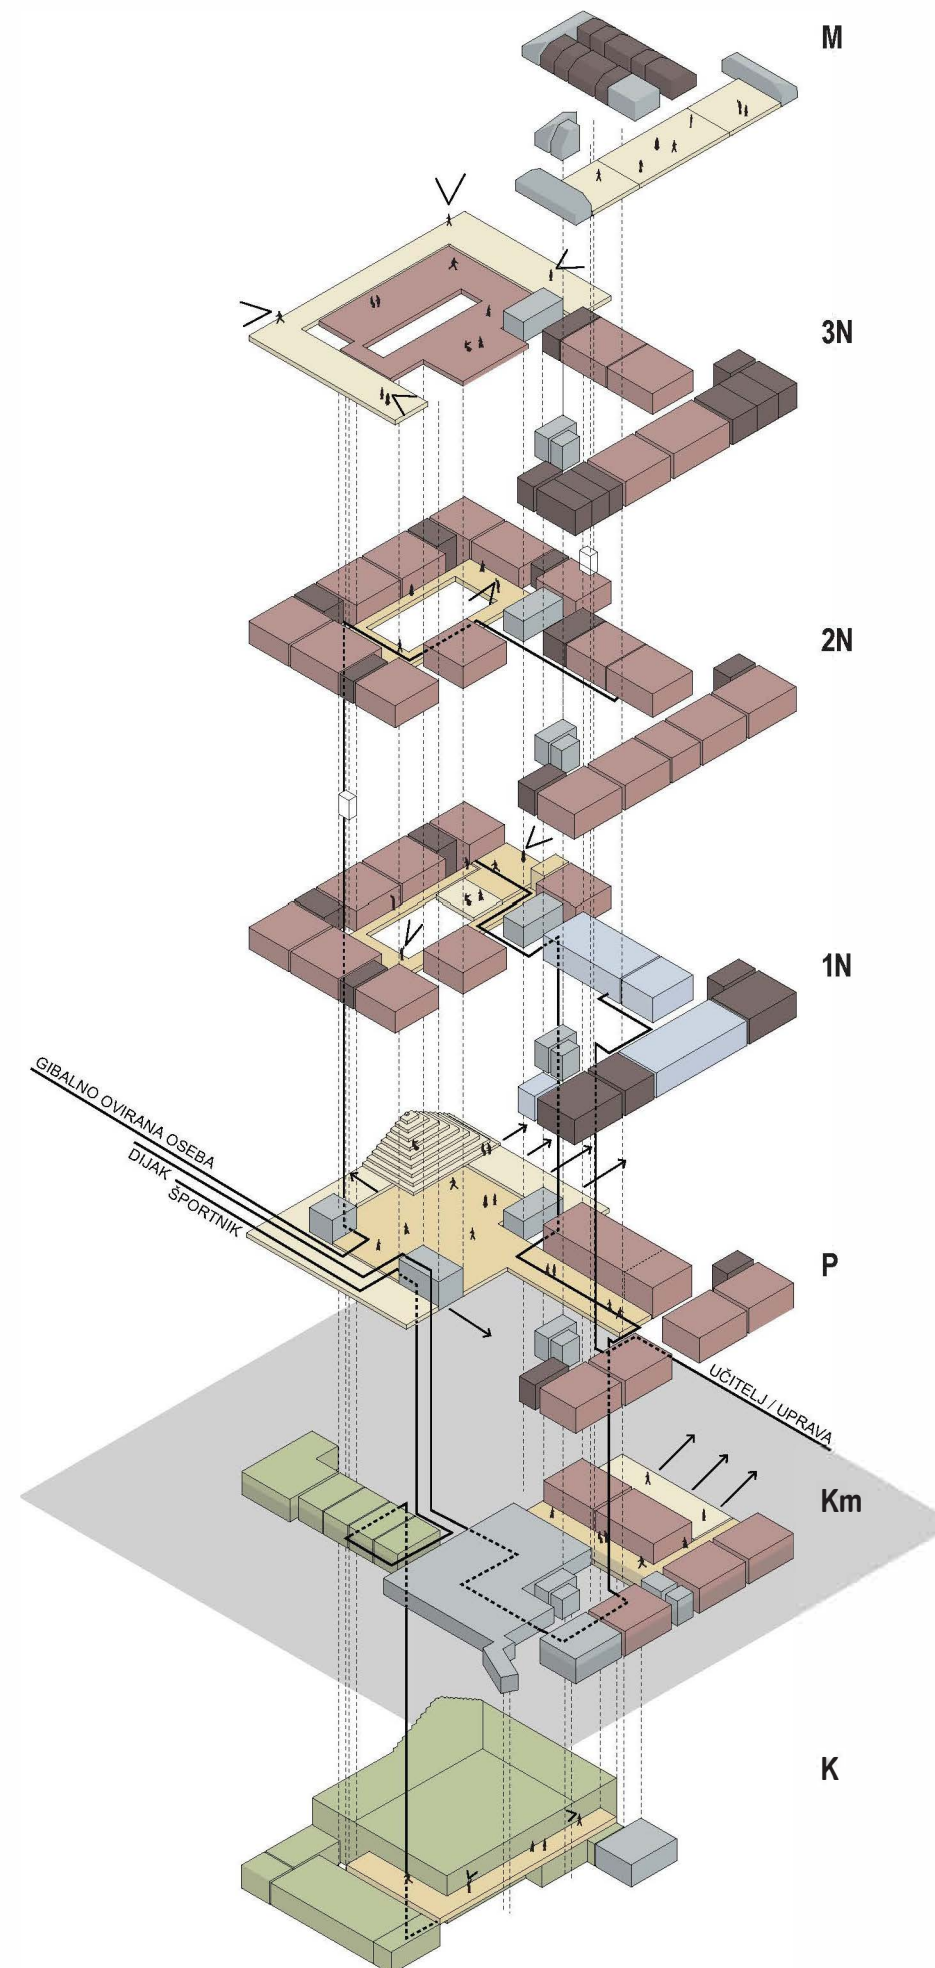 M
3N
2N
1N
GIBALNO OVIRANA OSEBA
DIJAK
ŠPORTNIK
P
UČITELJ / UPRAVA
Km
K